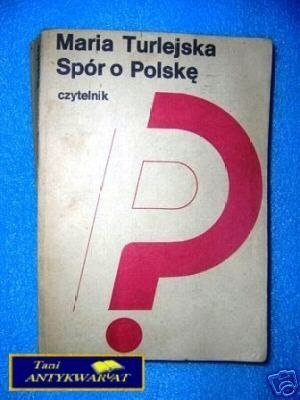 Maria Turlejska
Spór o Polskę
czytelnik
P?
Tani
ANTYKWARIAT